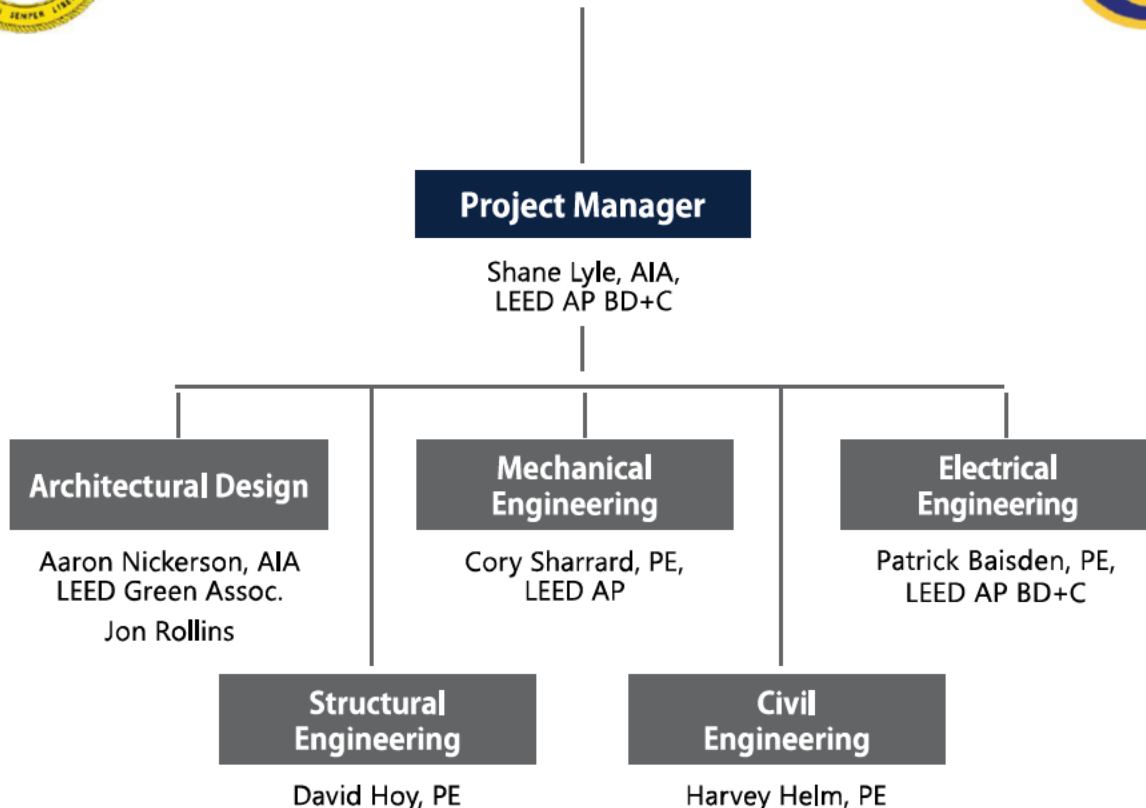 SEMPER
Project Manager
Shane Lyle, AIA,
LEED AP BD+C
Architectural Design
Aaron Nickerson, AIA
LEED Green Assoc.
Jon Rollins
Mechanical
Engineering
Cory Sharrard, PE,
LEED AP
Electrical
Engineering
Patrick Baisden, PE,
LEED AP BD+C
Structural
Engineering
David Hoy, PE
Civil
Engineering
Harvey Helm, PE